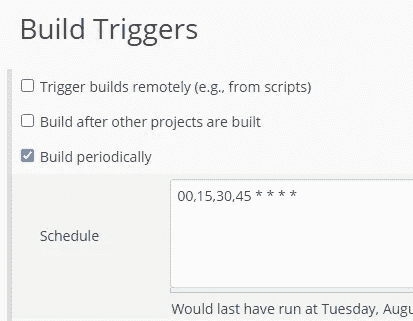 Build Triggers
Trigger builds remotely (e.g., from scripts)
Build after other projects are built
Build periodically
00,15,30,45 * * * *
Schedule
Would last have run at Tuesday,